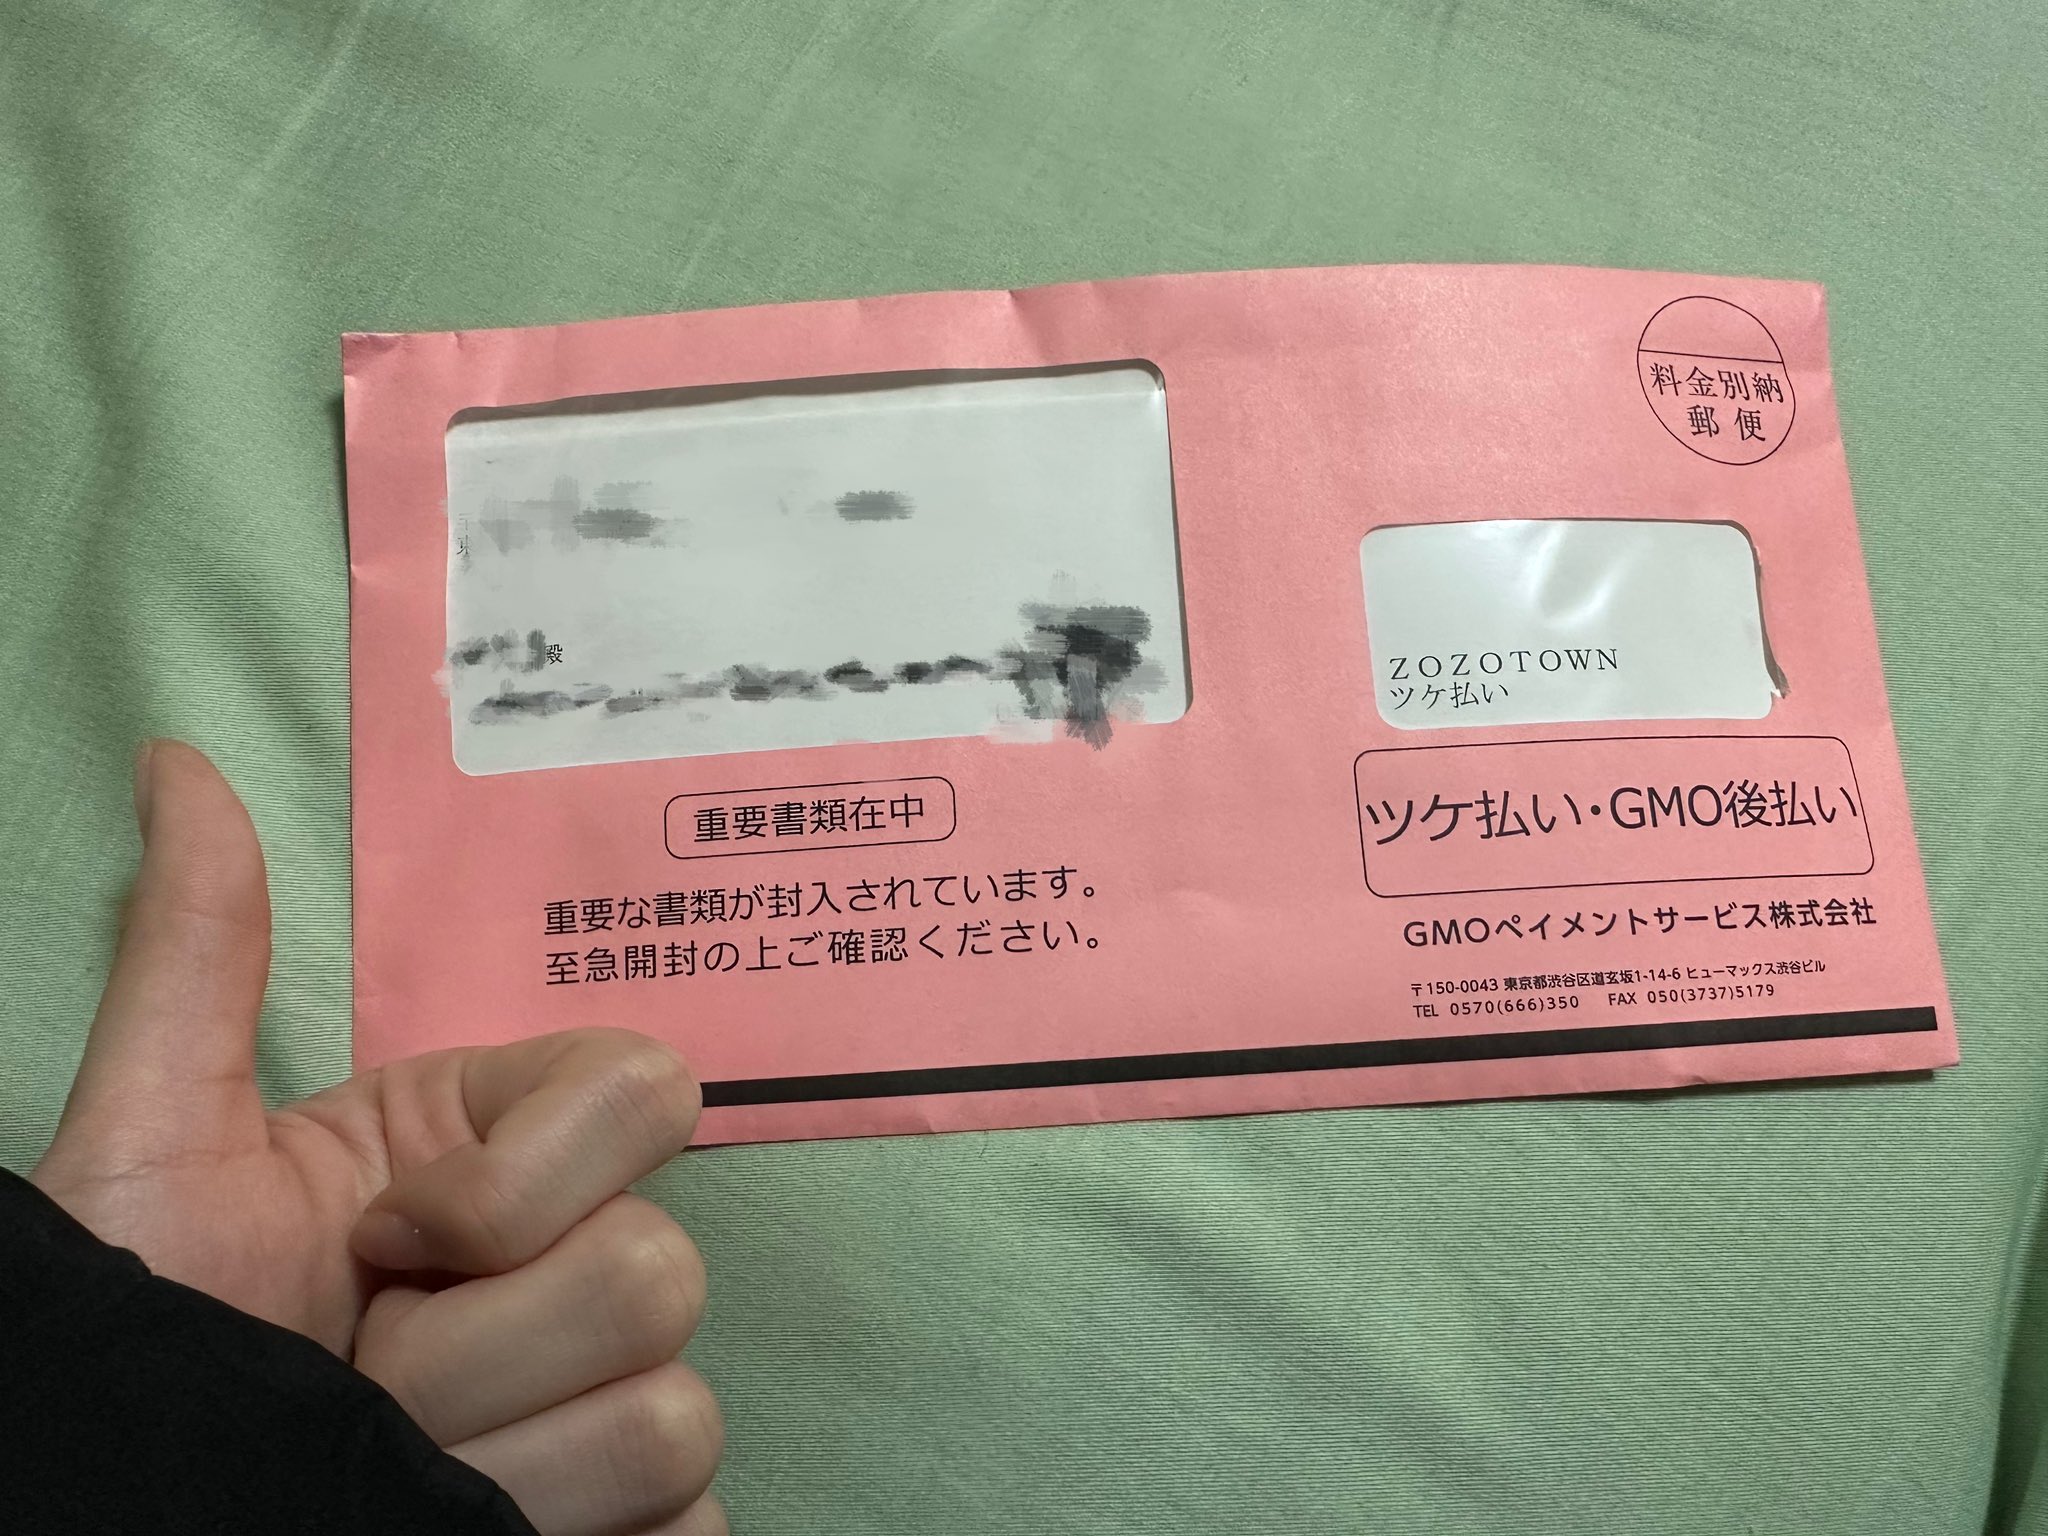 料金別納
郵便
殿
ZOZOTOWN
ツケ払い
重要書類在中
重要な書類が封入されています。
至急開封の上ご確認ください。
ツケ払い・GMO後払い
GMOペイメントサービス株式会社
〒150-0043 東京都渋谷区道玄坂1-14-6 ヒューマックス渋谷ビル
TEL 0570(666)350 FAX 050(3737)5179